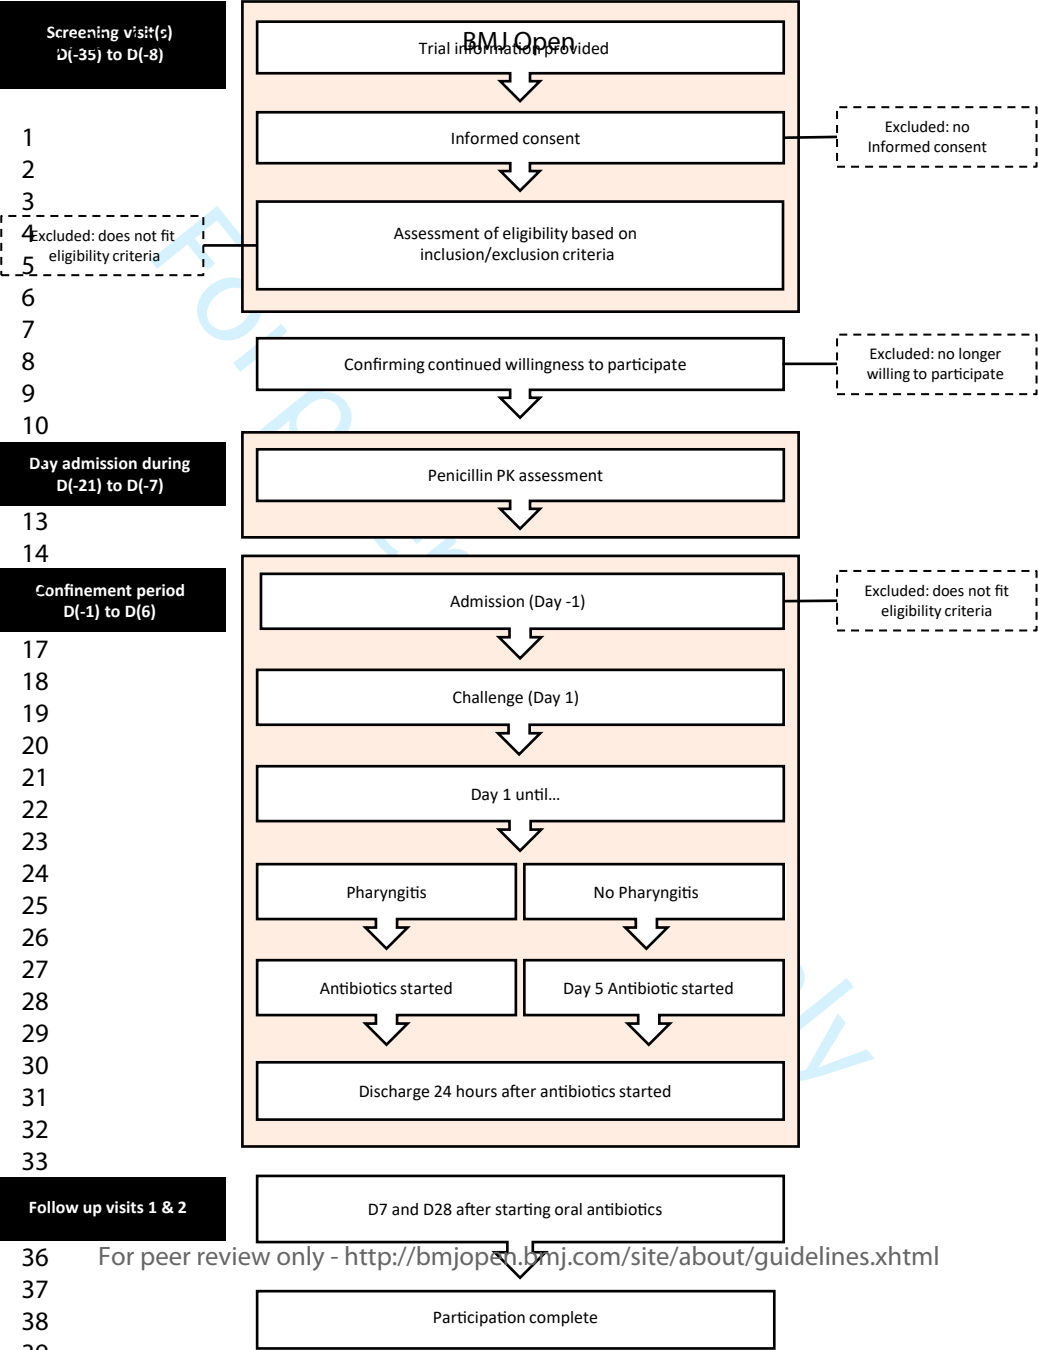 Screening visit(s)
D(-35) to D(-8)
BMJ Open
Trial information provided
1
Informed consent
Excluded: no
Informed consent
2
3
4
Excluded: does not fit
eligibility criteria
5
Assessment of eligibility based on
inclusion/exclusion criteria
6
7
8
Confirming continued willingness to participate
Excluded: no longer
willing to participate
9
10
Day admission during
D(-21) to D(-7)
Penicillin PK assessment
13
14
Confinement period
D(-1) to D(6)
Admission (Day -1)
Excluded: does not fit
eligibility criteria
17
18
Challenge (Day 1)
19
20
21
Day 1 until...
22
23
24
Pharyngitis
No Pharyngitis
25
26
27
Antibiotics started
Day 5 Antibiotic started
28
29
30
31
Discharge 24 hours after antibiotics started
32
33
Follow up visits 1 & 2
D7 and D28 after starting oral antibiotics
36
For peer review only - http://bmjopen.bmj.com/site/about/guidelines.xhtml
37
38
Participation complete